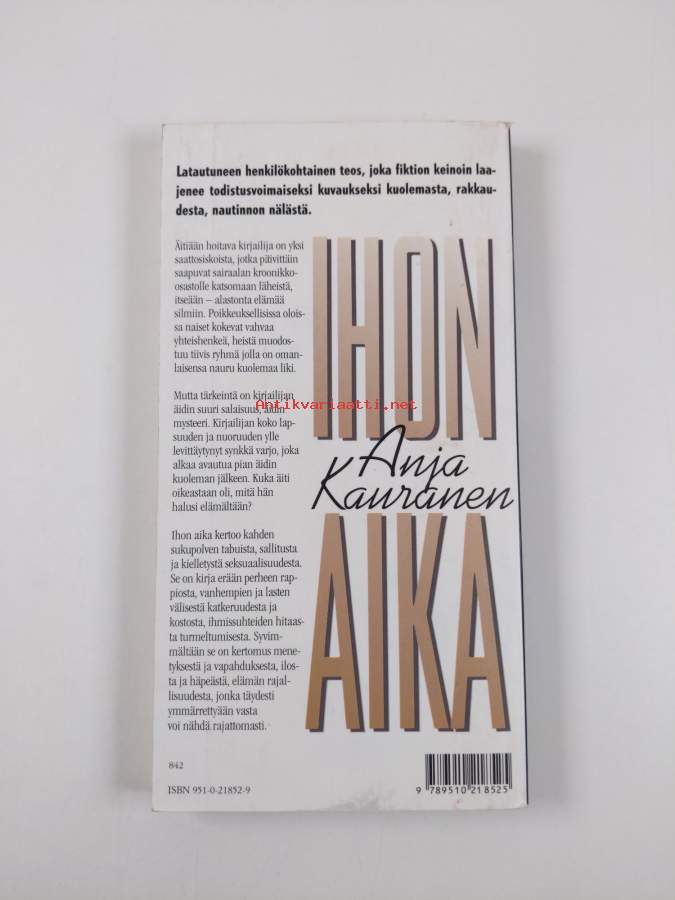 Latautuneen henkilökohtainen teos, joka fiktion keinoin laa-
jenee todistusvoimaiseksi kuvaukseksi kuolemasta, rakkau-
desta, nautinnon nälästä.
Äitiään hoitava kirjailija on yksi
saattosiskoista, jotka päivittäin
saapuvat sairaalan kroonikko-
osastolle katsomaan läheistä,
itseään – alastonta elämää
silmiin. Poikkeuksellisissa olois-
sa naiset kokevat vahvaa
yhteishenkeä, heistä muodos-
tuu tiivis ryhmä jolla on oman-
laisensa nauru kuolemaa liki.
Mutta tärkeintä on kirjailijan
äidin suuri salaisuus, äidin
mysteeri. Kirjailijan koko lap-
suuden ja nuoruuden ylle
levittäytynyt synkkä varjo, joka
alkaa avautua pian äidin
kuoleman jälkeen. Kuka äiti
oikeastaan oli, mitä hän
halusi elämältään?
Ihon aika kertoo kahden
sukupolven tabuista, sallitusta
ja kielletystä seksuaalisuudesta.
Se on kirja erään perheen rap-
piosta, vanhempien ja lasten
välisestä katkeruudesta ja
kostosta, ihmissuhteiden hitaas-
ta turmeltumisesta. Syvim-
mältään se on kertomus mene-
tyksestä ja vapahduksesta, ilos-
ta ja häpeästä, elämän rajal-
lisuudesta, jonka täydesti
ymmärrettyään vasta
voi nähdä rajattomasti.
IHON
Anja
Kauranen
AIKA
Antikvariaatti.net
842
ISBN 951-0-21852-9
9 789510 218525